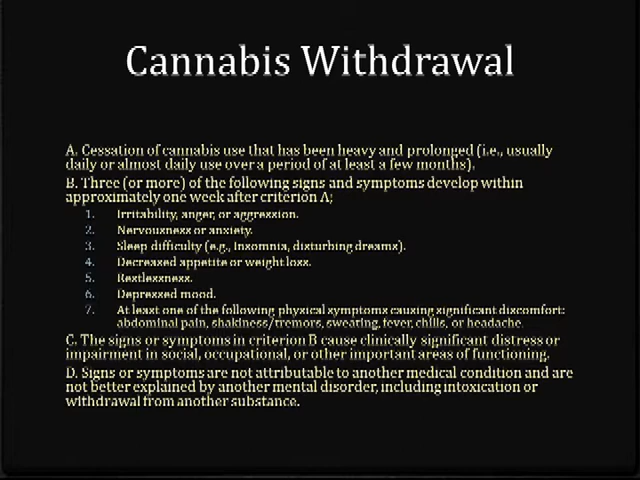 Cannabis Withdrawal
A. Cessation of cannabis use that has been heavy and prolonged (i.e., usually
daily or almost daily use over a period of at least a few months).
B. Three (or more) of the following signs and symptoms develop within
approximately one week after criterion A;
1. Irritability, anger, or aggression.
2. Nervousness or anxiety.
3. Sleep difficulty (e.g., Insomnia, disturbing dreams).
4. Decreased appetite or weight loss.
5. Restlessness.
6. Depressed mood.
7. At least one of the following physical symptoms causing significant discomfort:
abdominal pain, shakiness/tremors, sweating, fever, chills, or headache.
C. The signs or symptoms in criterion B cause clinically significant distress or
impairment in social, occupational, or other important areas of functioning.
D. Signs or symptoms are not attributable to another medical condition and are
not better explained by another mental disorder, including intoxication or
withdrawal from another substance.